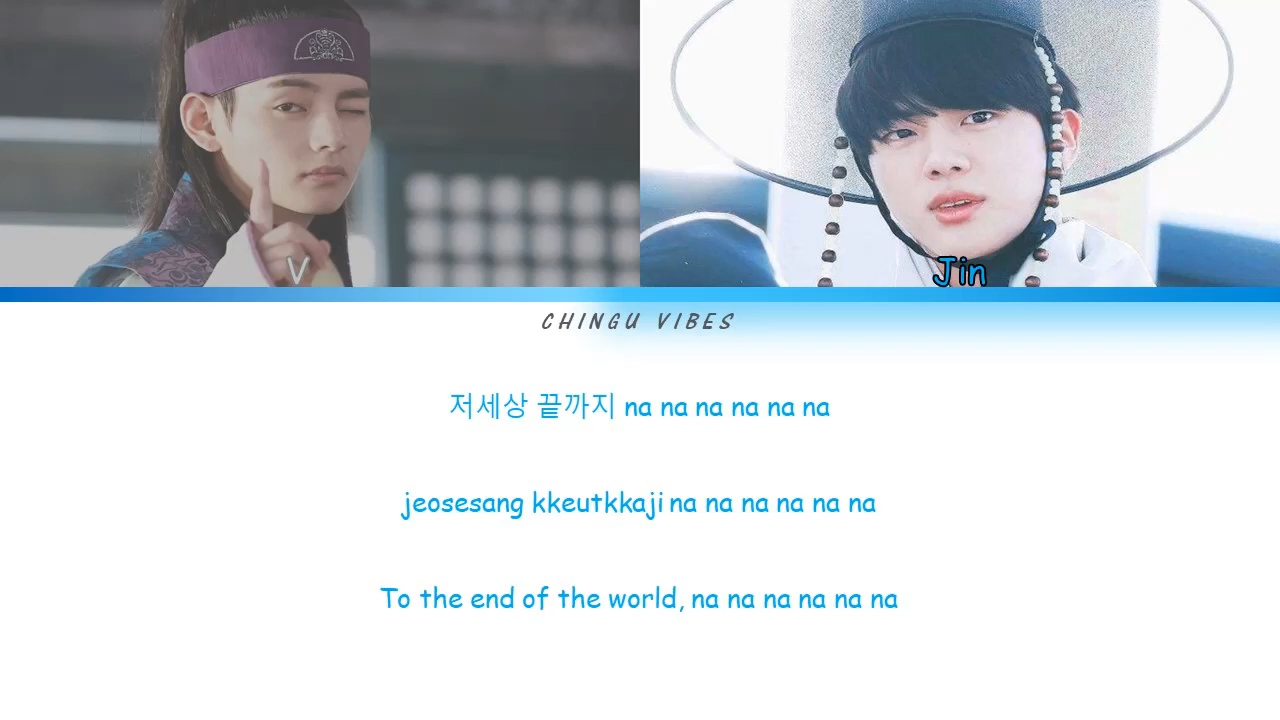 V
Jin
CHINGU VIBES
저세상 끝까지 na na na na na na
jeosesang kkeutkkaji na na na na na na
To the end of the world, na na na na na na